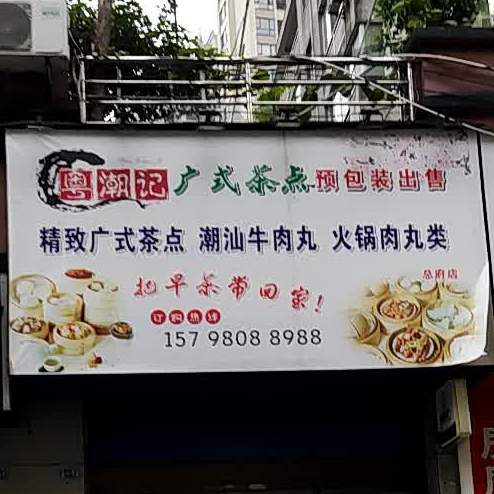 粤潮记广式茶点预包装出售
精致广式茶点 潮汕牛肉丸 火锅肉丸类
把早茶带回家!
总府店
订购热线
157 9808 8988